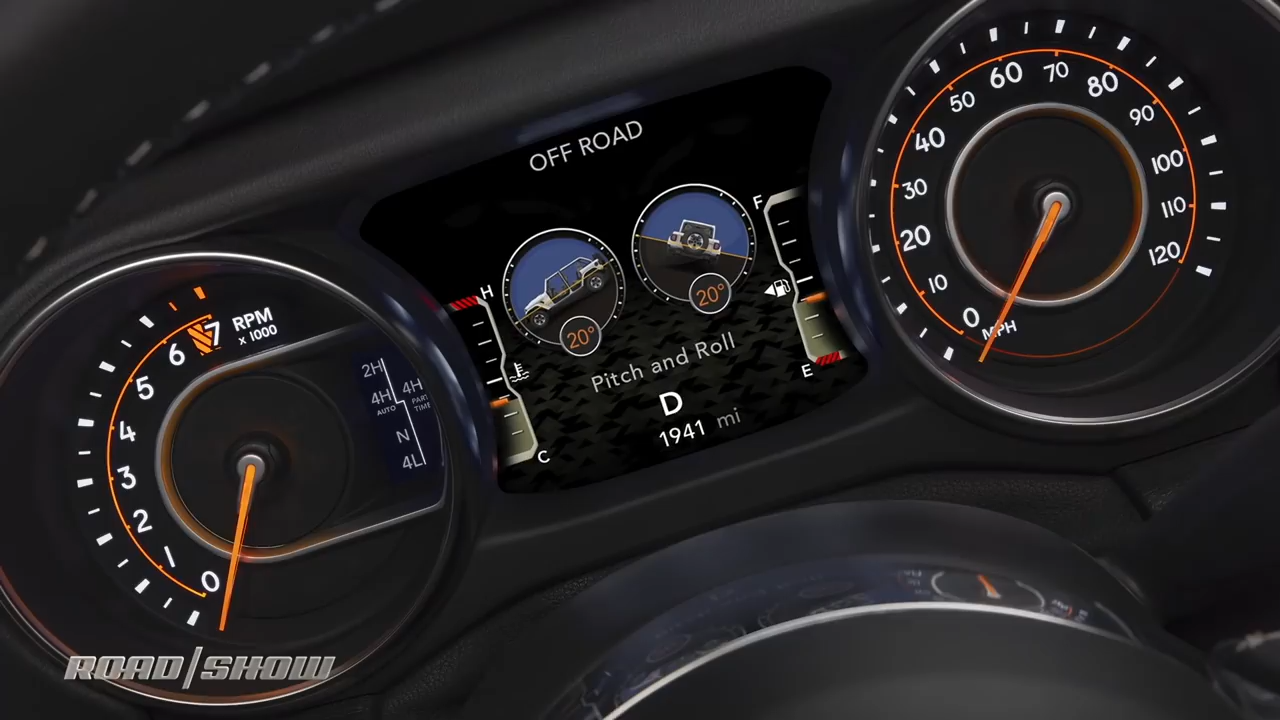 OFF ROAD
20°
20°
Pitch and Roll
D
1941 mi
H
C
F
E
RPM
x 1000
7
6
5
4
3
2
1
0
2H
4H
AUTO
4H
PART
TIME
N
4L
0
10
20
30
40
50
60
70
80
90
100
110
120
MPH
ROAD/SHOW